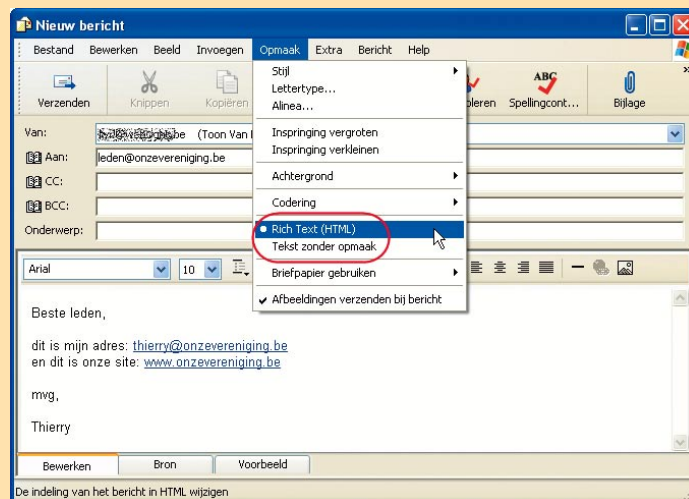 Nieuw bericht
Bestand Bewerken Beeld Invoegen Opmaak Extra Bericht Help
Verzenden Knippen Kopiëren Spellingcont... Bijlage
ABC
Stijl
Lettertype...
Alinea...
Inspringing vergroten
Inspringing verkleinen
Achtergrond
Codering
Rich Text (HTML)
Tekst zonder opmaak
Briefpapier gebruiken
Afbeeldingen verzenden bij bericht
Van: (Toon Van
Aan: leden@onzevereniging.be
CC:
BCC:
Onderwerp:
Arial 10
Beste leden,
dit is mijn adres: thierry@onzevereniging.be
en dit is onze site: www.onzevereniging.be
mvg,
Thierry
Bewerken Bron Voorbeeld
De indeling van het bericht in HTML wijzigen